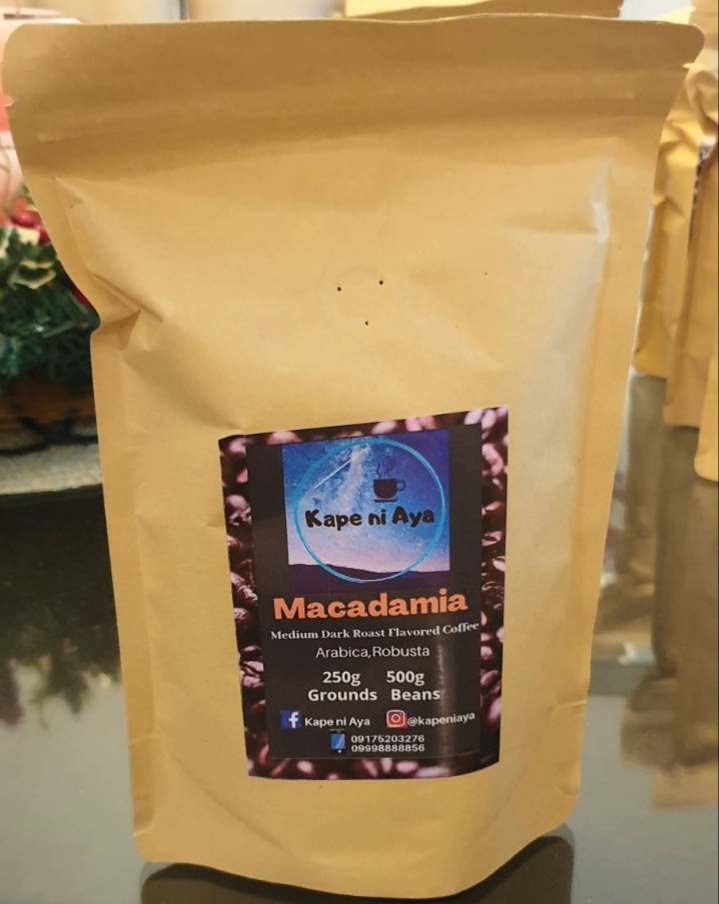 Kape ni Aya
Macadamia
Medium Dark Roast Flavored Coffee
Arabica,Robusta
250g 500g
Grounds Beans
Kape ni Aya @kapeniaya
09175203276
09998888856